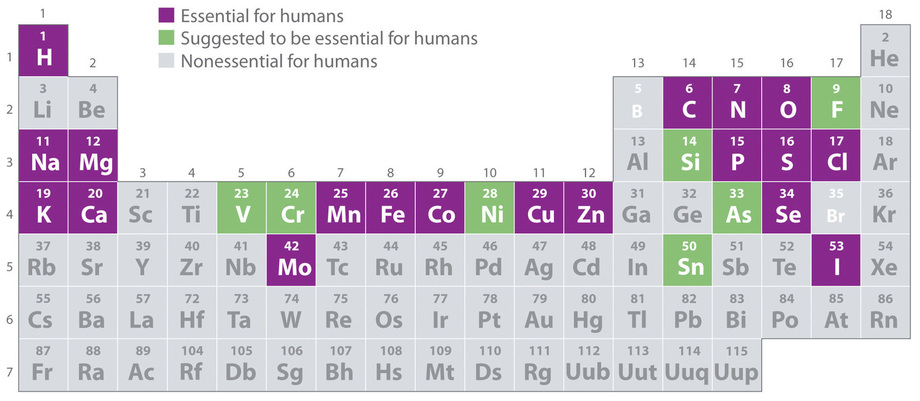 1 18
Essential for humans
Suggested to be essential for humans
Nonessential for humans
1 2
1 H He
2 13 14 15 16 17
3 4 5 6 7 8 9 10
2 Li Be B C N O F Ne
11 12 13 14 15 16 17 18
3 Na Mg 3 4 5 6 7 8 9 10 11 12 Al Si P S Cl Ar
19 20 21 22 23 24 25 26 27 28 29 30 31 32 33 34 35 36
4 K Ca Sc Ti V Cr Mn Fe Co Ni Cu Zn Ga Ge As Se Br Kr
37 38 39 40 41 42 43 44 45 46 47 48 49 50 51 52 53 54
5 Rb Sr Y Zr Nb Mo Tc Ru Rh Pd Ag Cd In Sn Sb Te I Xe
55 56 57 72 73 74 75 76 77 78 79 80 81 82 83 84 85 86
6 Cs Ba La Hf Ta W Re Os Ir Pt Au Hg Tl Pb Bi Po At Rn
87 88 89 104 105 106 107 108 109 110 111 112 113 114 115
7 Fr Ra Ac Rf Db Sg Bh Hs Mt Ds Rg Uub Uut Uuq Uup